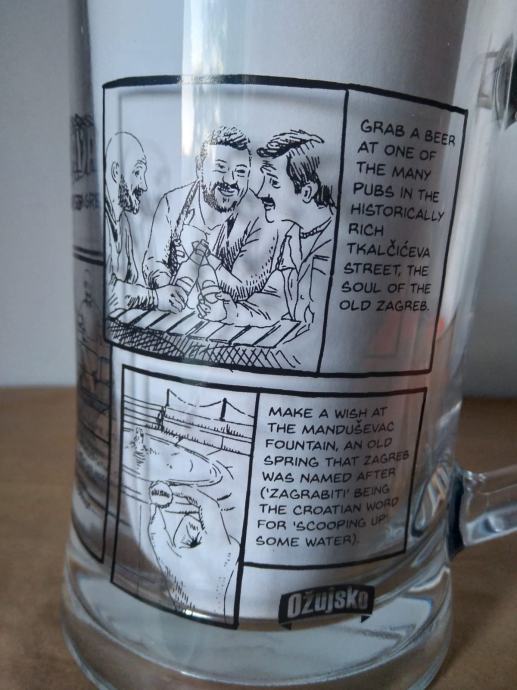 GRAB A BEER
AT ONE OF
THE MANY
PUBS IN THE
HISTORICALLY
RICH
TKALČIĆEVA
STREET, THE
SOUL OF THE
OLD ZAGREB.
MAKE A WISH AT
THE MANDUŠEVAC
FOUNTAIN, AN OLD
SPRING THAT ZAGREB
WAS NAMED AFTER
('ZAGRABITI' BEING
THE CROATIAN WORD
FOR 'SCOOPING UP'
SOME WATER).
Ožujsko